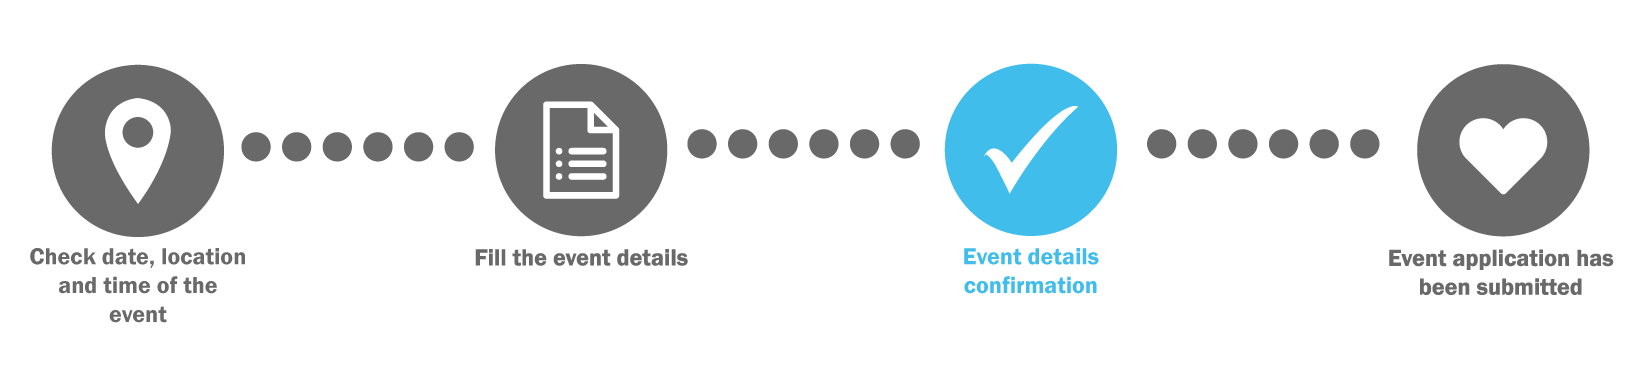 Check date, location
and time of the
event
Fill the event details
Event details
confirmation
Event application has
been submitted